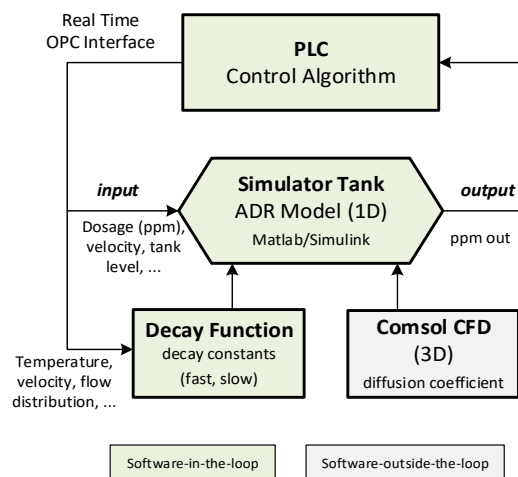 Real Time
OPC Interface
PLC
Control Algorithm
input
Simulator Tank
ADR Model (1D)
Matlab/Simulink
output
Dosage (ppm),
velocity, tank
level, ...
ppm out
Decay Function
decay constants
(fast, slow)
Comsol CFD
(3D)
diffusion coefficient
Temperature,
velocity, flow
distribution, ...
Software-in-the-loop
Software-outside-the-loop